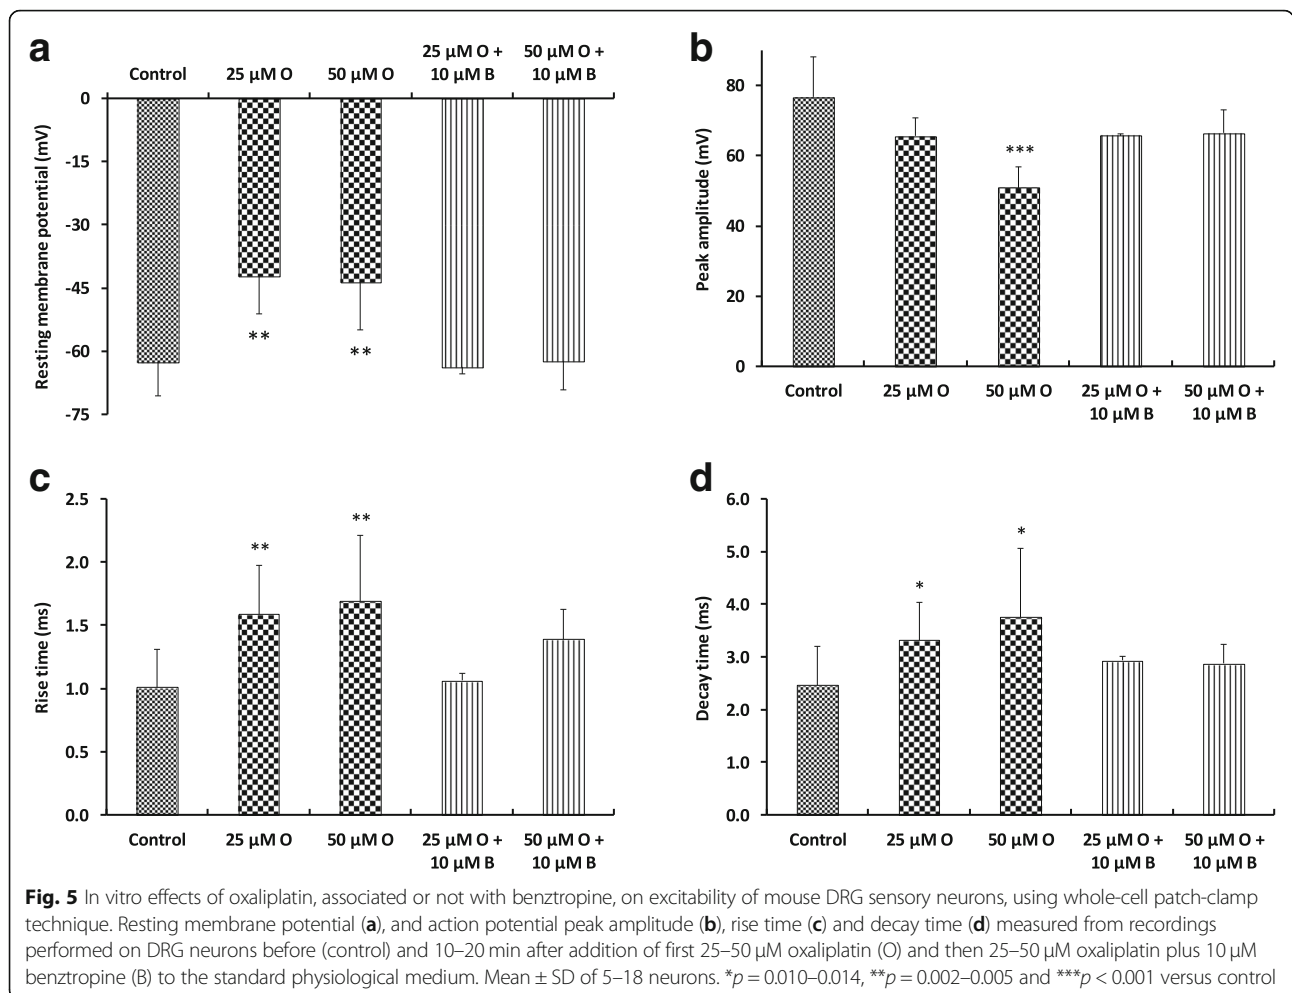 a
Control
25 µM O
50 µM O
25 µM O +
10 µM B
50 µM O +
10 µM B
0
-15
-30
-45
-60
-75
Resting membrane potential (mV)
**
**
b
80
60
40
20
0
Peak amplitude (mV)
***
Control
25 µM O
50 µM O
25 µM O +
10 µM B
50 µM O +
10 µM B
c
2.5
2.0
1.5
1.0
0.5
0.0
Rise time (ms)
**
**
Control
25 µM O
50 µM O
25 µM O +
10 µM B
50 µM O +
10 µM B
d
6.0
5.0
4.0
3.0
2.0
1.0
0.0
Decay time (ms)
*
*
Control
25 µM O
50 µM O
25 µM O +
10 µM B
50 µM O +
10 µM B
Fig. 5 In vitro effects of oxaliplatin, associated or not with benztropine, on excitability of mouse DRG sensory neurons, using whole-cell patch-clamp
technique. Resting membrane potential (a), and action potential peak amplitude (b), rise time (c) and decay time (d) measured from recordings
performed on DRG neurons before (control) and 10–20 min after addition of first 25–50 µM oxaliplatin (O) and then 25–50 µM oxaliplatin plus 10 µM
benztropine (B) to the standard physiological medium. Mean ± SD of 5–18 neurons. *p = 0.010–0.014, **p = 0.002–0.005 and ***p < 0.001 versus control